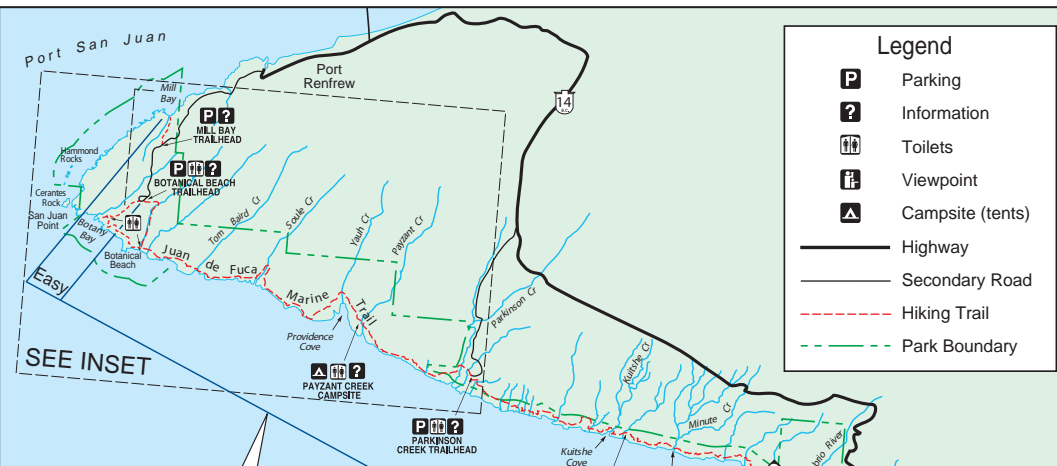 Port San Juan
Port
Renfrew
14
B.C.
Mill
Bay
P ?
MILL BAY
TRAILHEAD
Hammond
Rocks
P ?
BOTANICAL BEACH
TRAILHEAD
Cerantes
Rock
San Juan
Point
Botany
Bay
Botanical
Beach
Tom Baird Cr
Soule Cr
Yauh Cr
Payzant Cr
Parkinson Cr
Juan de Fuca Marine Trail
Easy
Providence
Cove
SEE INSET
?
PAYZANT CREEK
CAMPSITE
P ?
PARKINSON
CREEK TRAILHEAD
Kuitshe Cr
Kuitshe
Cove
Minute Cr
River
Legend
P Parking
? Information
Toilets
Viewpoint
Campsite (tents)
Highway
Secondary Road
Hiking Trail
Park Boundary